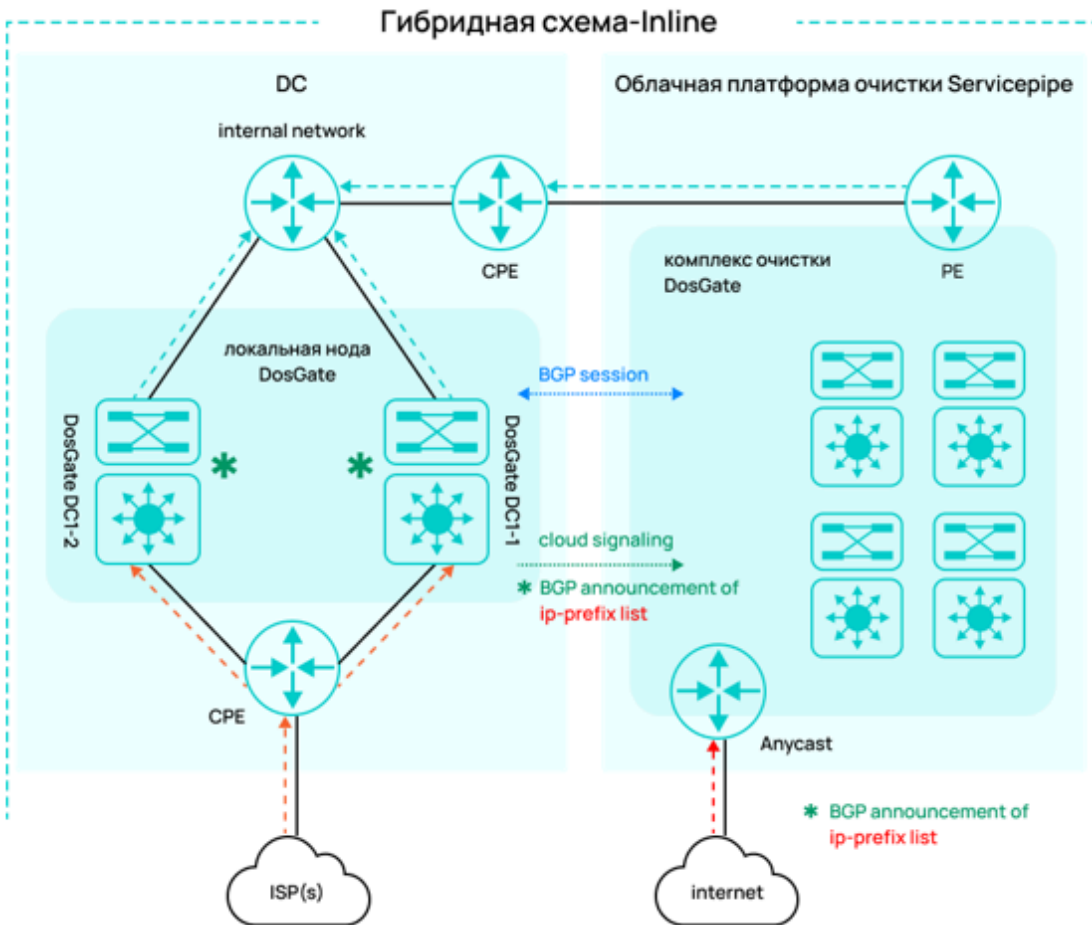 Гибридная схема-Inline
DC
internal network
CPE
локальная нода
DosGate
DosGate DC1-2
DosGate DC1-1
CPE
ISP(s)
BGP session
cloud signaling
* BGP announcement of
ip-prefix list
Облачная платформа очистки Servicepipe
PE
комплекс очистки
DosGate
Anycast
internet
* BGP announcement of
ip-prefix list